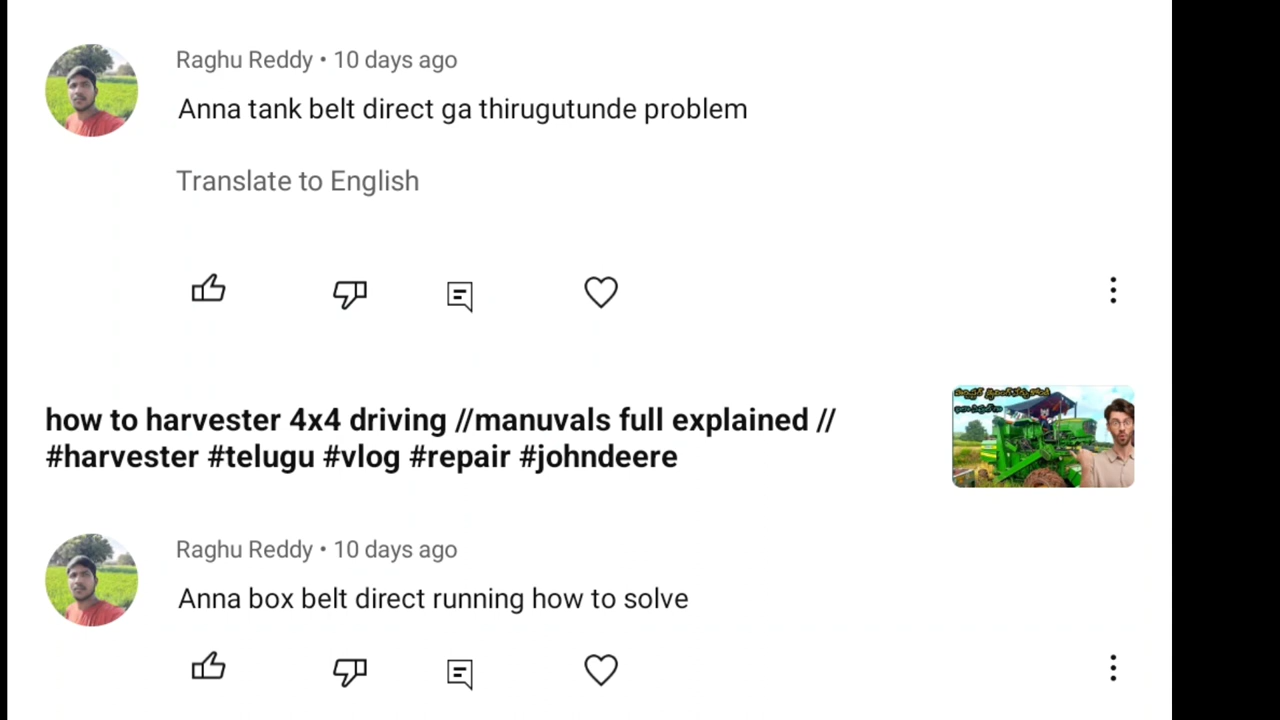 Raghu Reddy • 10 days ago
Anna tank belt direct ga thirugutunde problem
Translate to English
how to harvester 4x4 driving //manuvals full explained //
#harvester #telugu #vlog #repair #johndeere
Raghu Reddy • 10 days ago
Anna box belt direct running how to solve